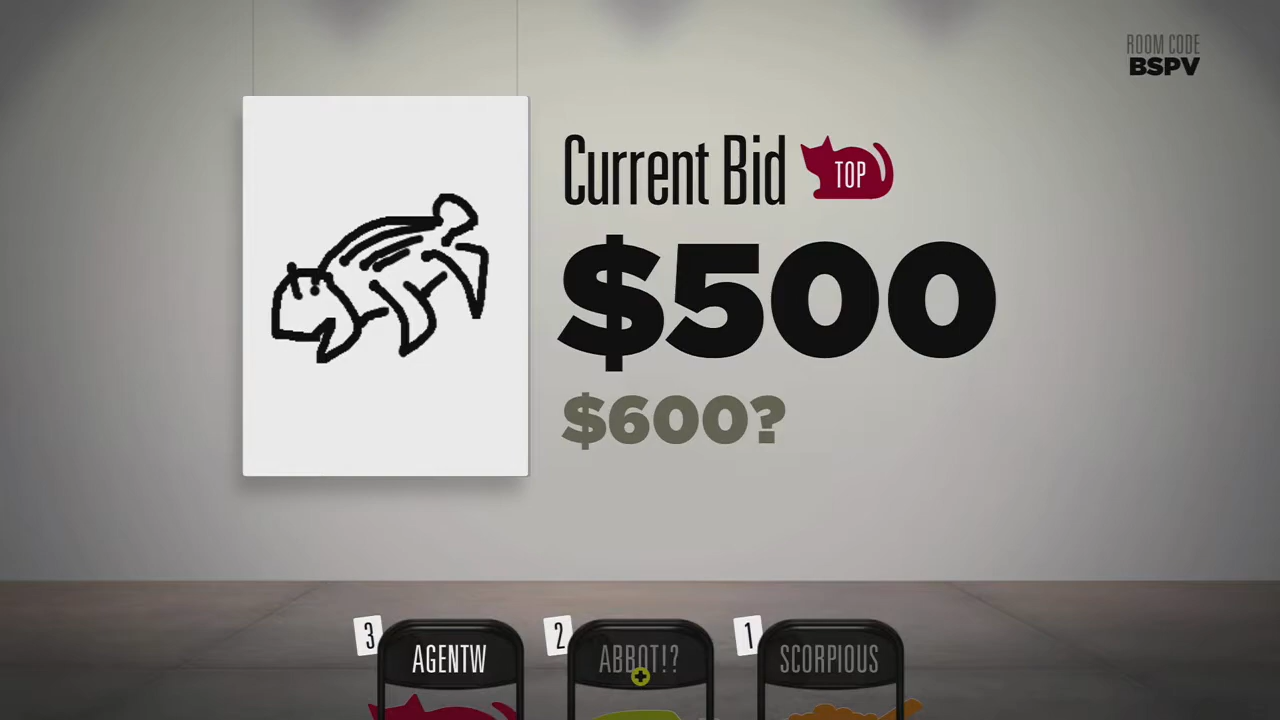 ROOM CODE
BSPV
Current Bid TOP
$500
$600?
3 2 1
AGENTW ABBOT!? SCORPIOUS